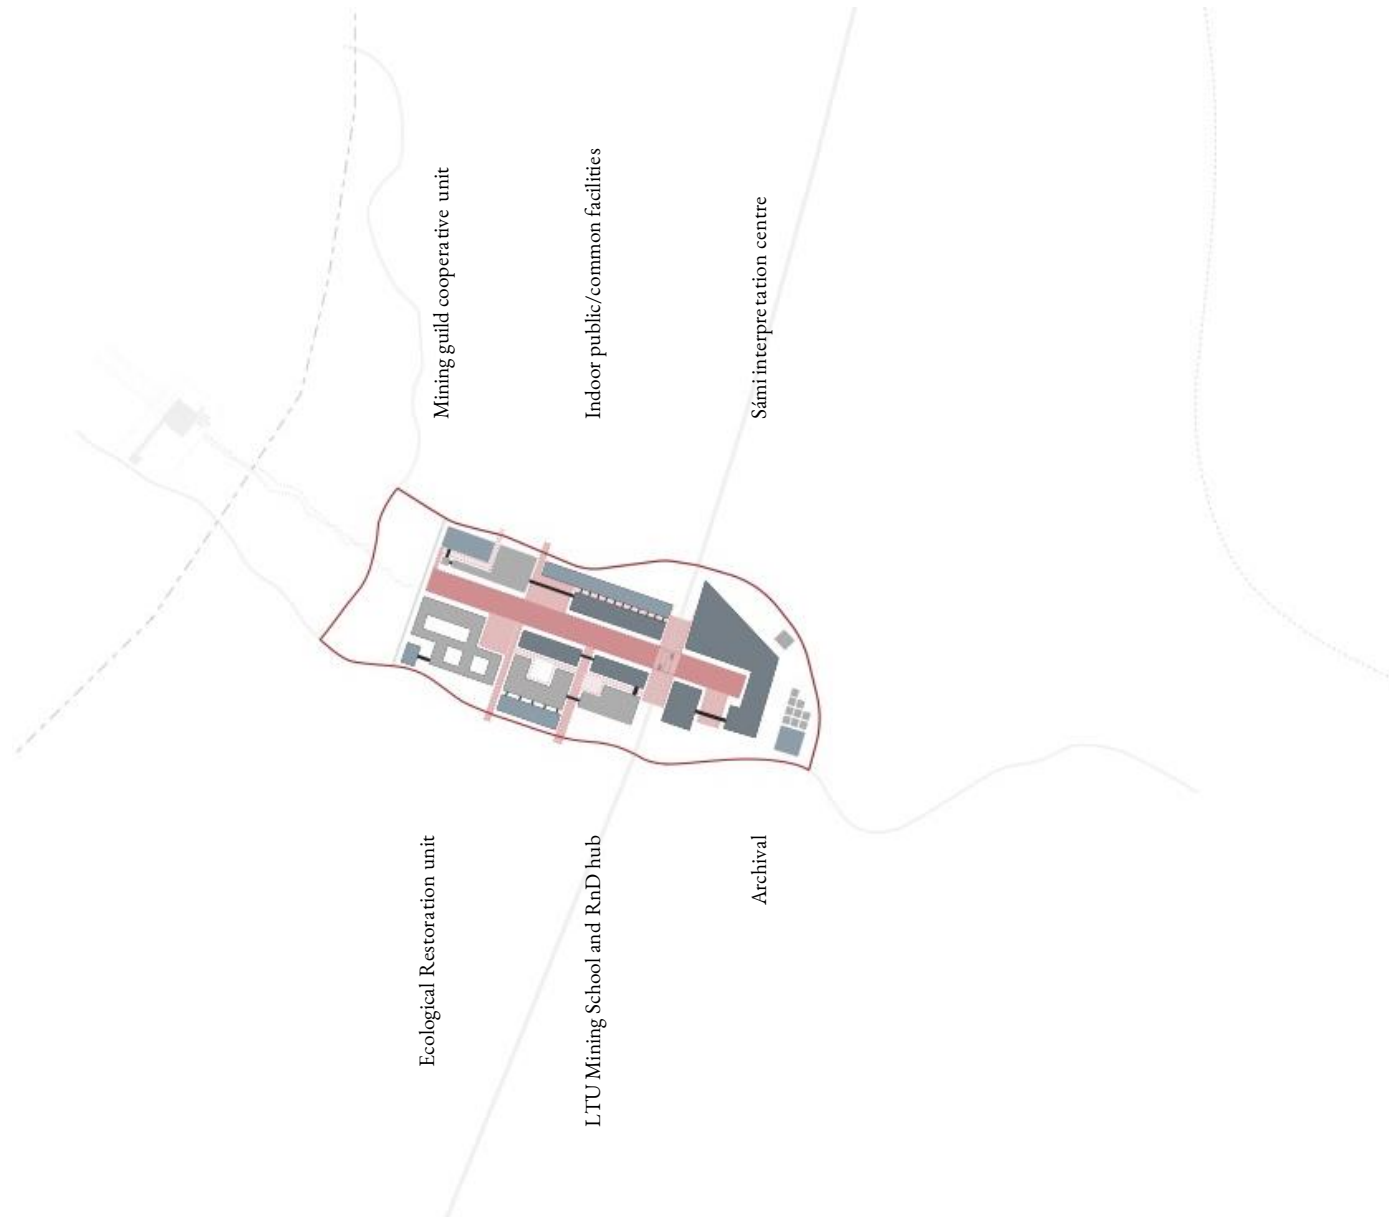 Mining guild cooperative unit
Indoor public/common facilities
Sámi interpretation centre
Ecological Restoration unit
LTU Mining School and RnD hub
Archival